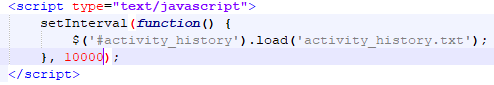 <script type="text/javascript">
setInterval(function() {
$('#activity_history').load('activity_history.txt');
}, 10000);
</script>